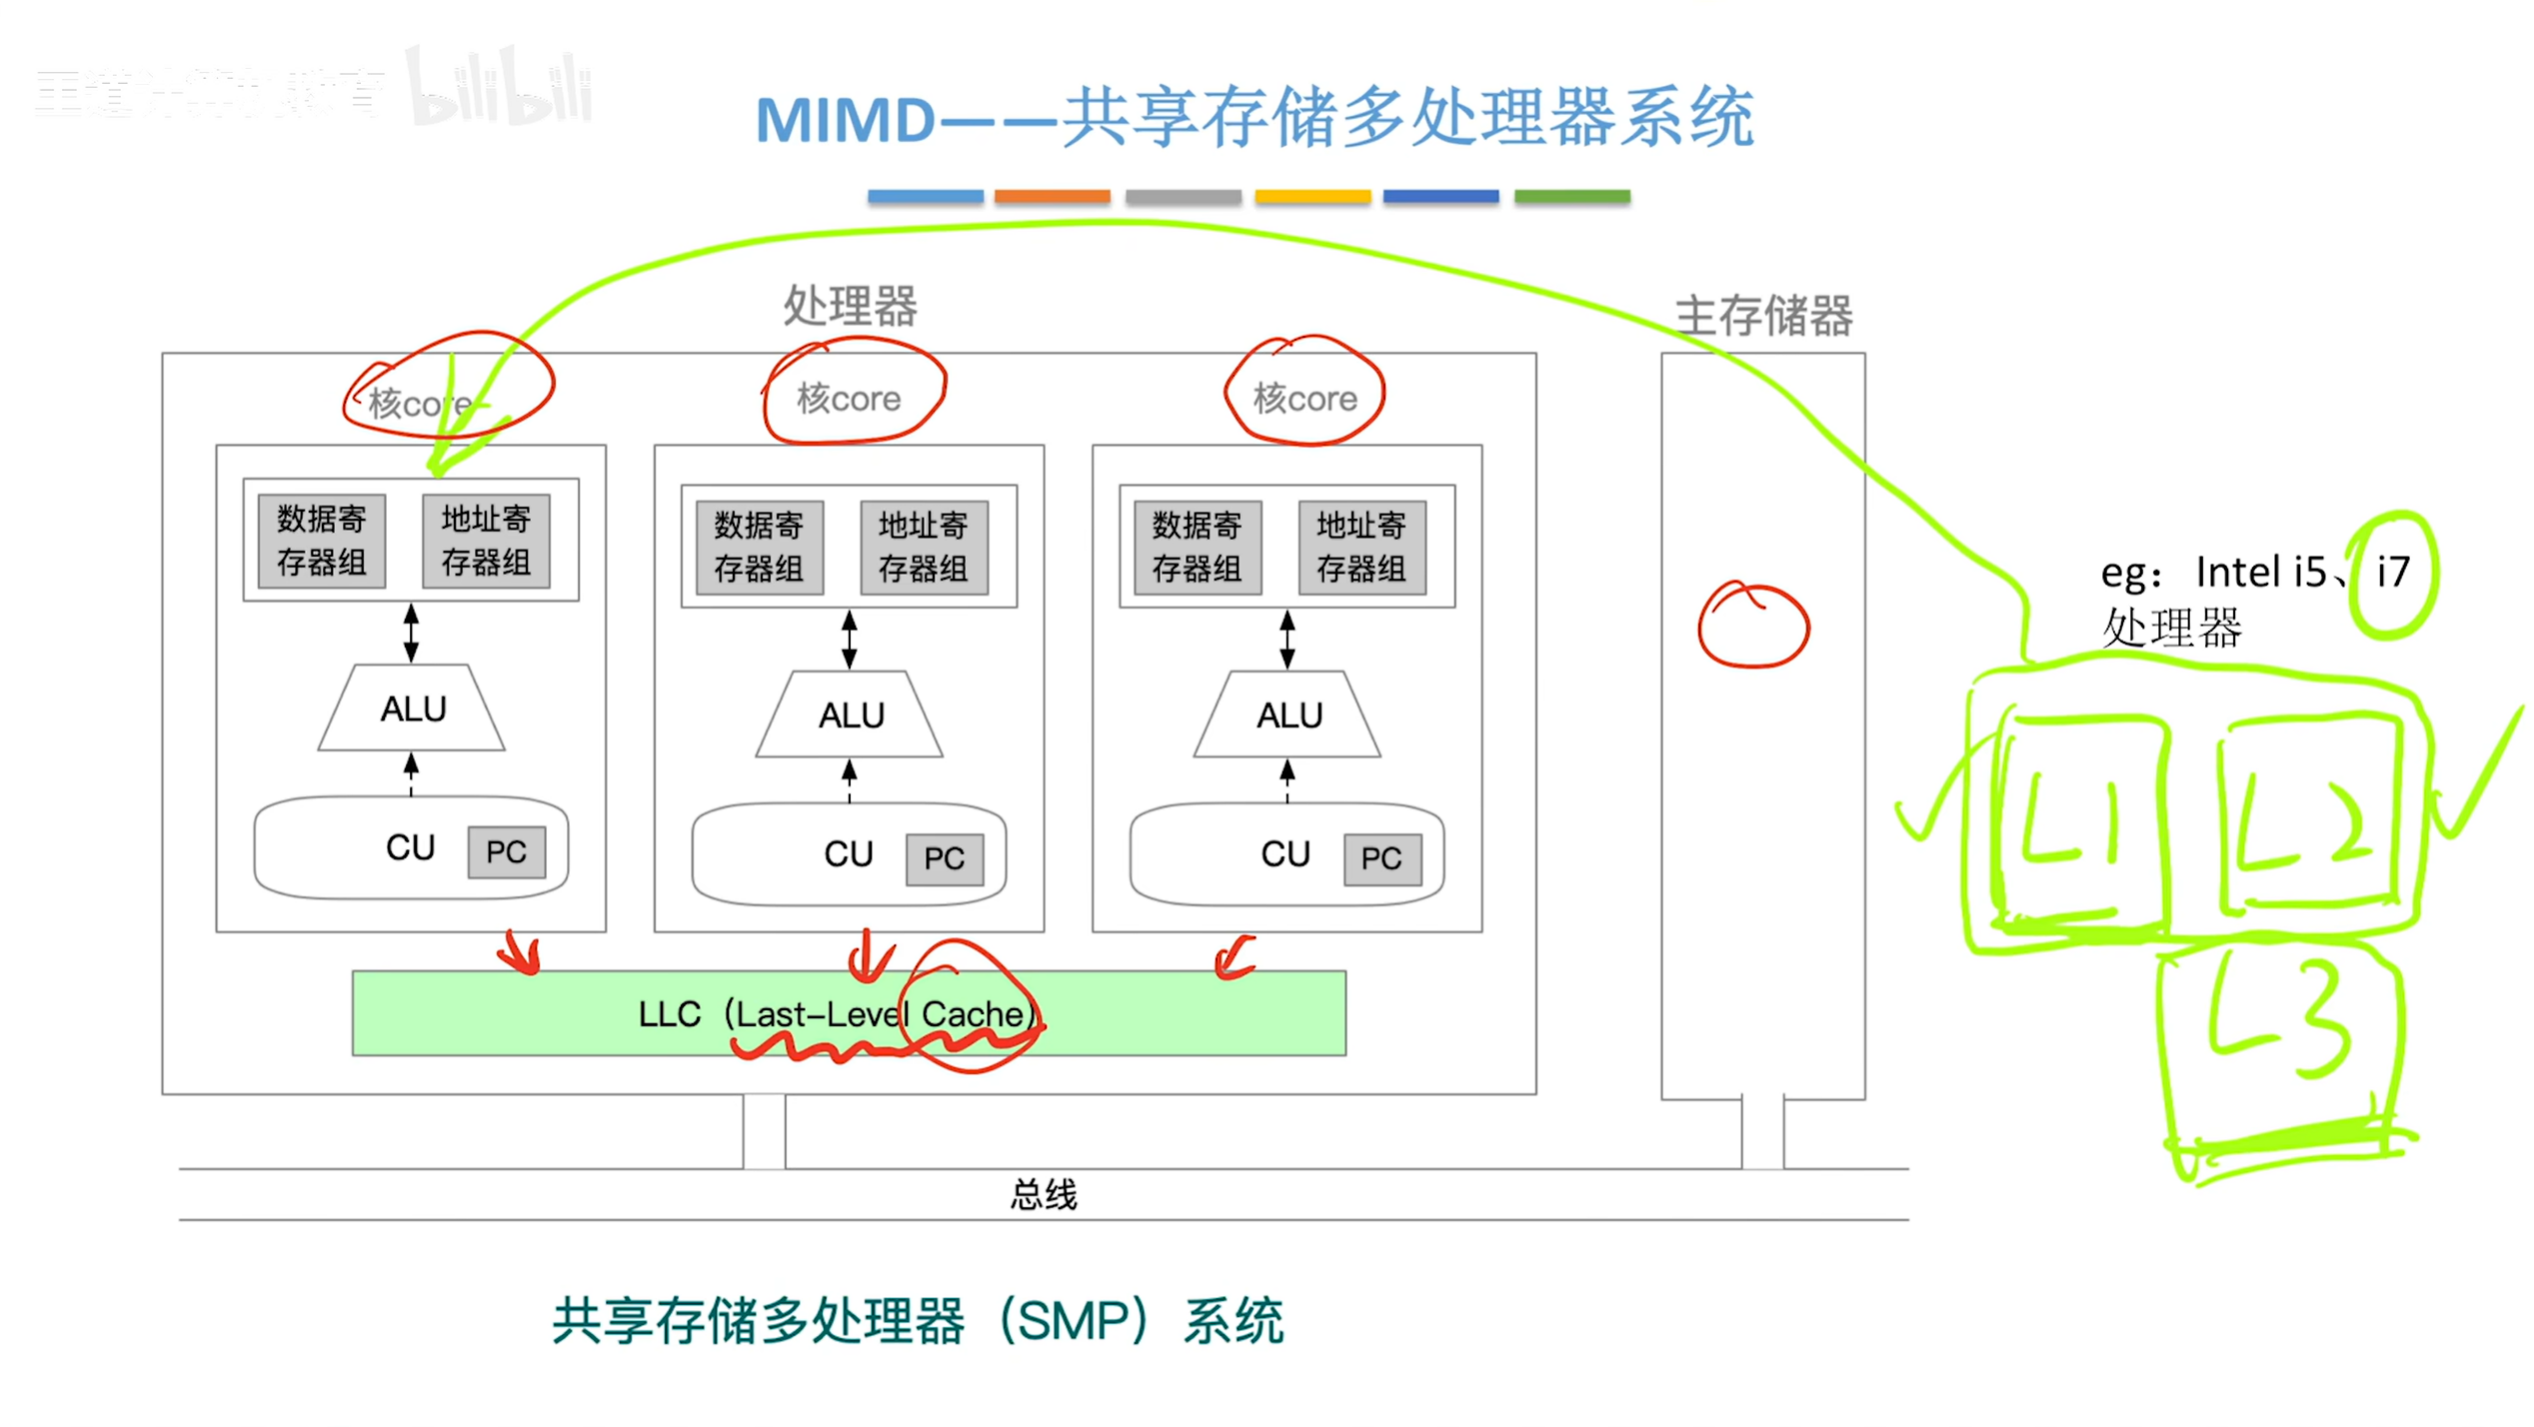 王道计算机教育 bilibili
MIMD——共享存储多处理器系统
处理器
主存储器
核core
核core
核core
数据寄存器组
地址寄存器组
数据寄存器组
地址寄存器组
数据寄存器组
地址寄存器组
eg： Intel i5、i7
处理器
ALU
ALU
ALU
L1
L2
CU
PC
CU
PC
CU
PC
LLC（Last-Level Cache）
L3
总线
共享存储多处理器（SMP）系统